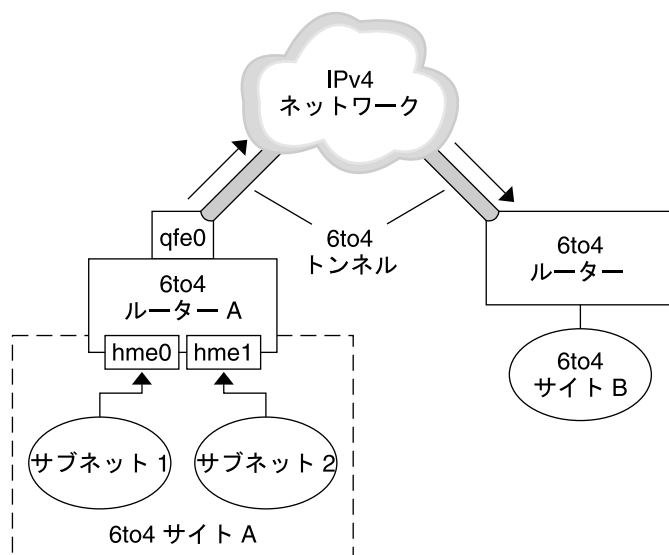 IPv4
ネットワーク
qfe0
6to4
トンネル
6to4
ルーター A
hme0
hme1
6to4
ルーター
6to4
サイト B
サブネット 1
サブネット 2
6to4 サイト A